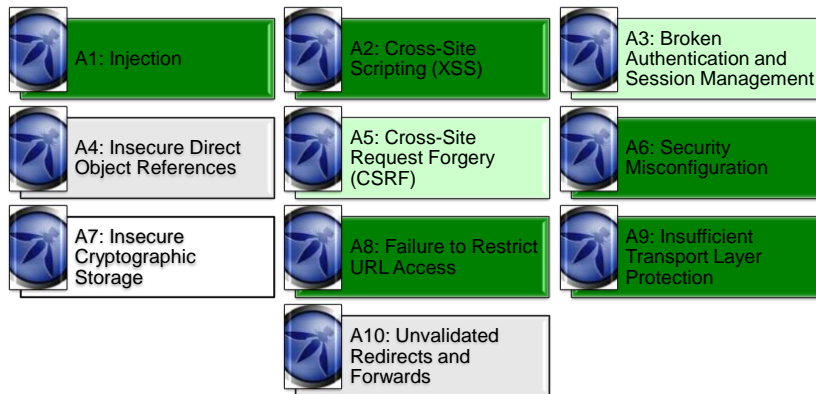 A1: Injection
A2: Cross-Site
Scripting (XSS)
A3: Broken
Authentication and
Session Management
A4: Insecure Direct
Object References
A5: Cross-Site
Request Forgery
(CSRF)
A6: Security
Misconfiguration
A7: Insecure
Cryptographic
Storage
A8: Failure to Restrict
URL Access
A9: Insufficient
Transport Layer
Protection
A10: Unvalidated
Redirects and
Forwards